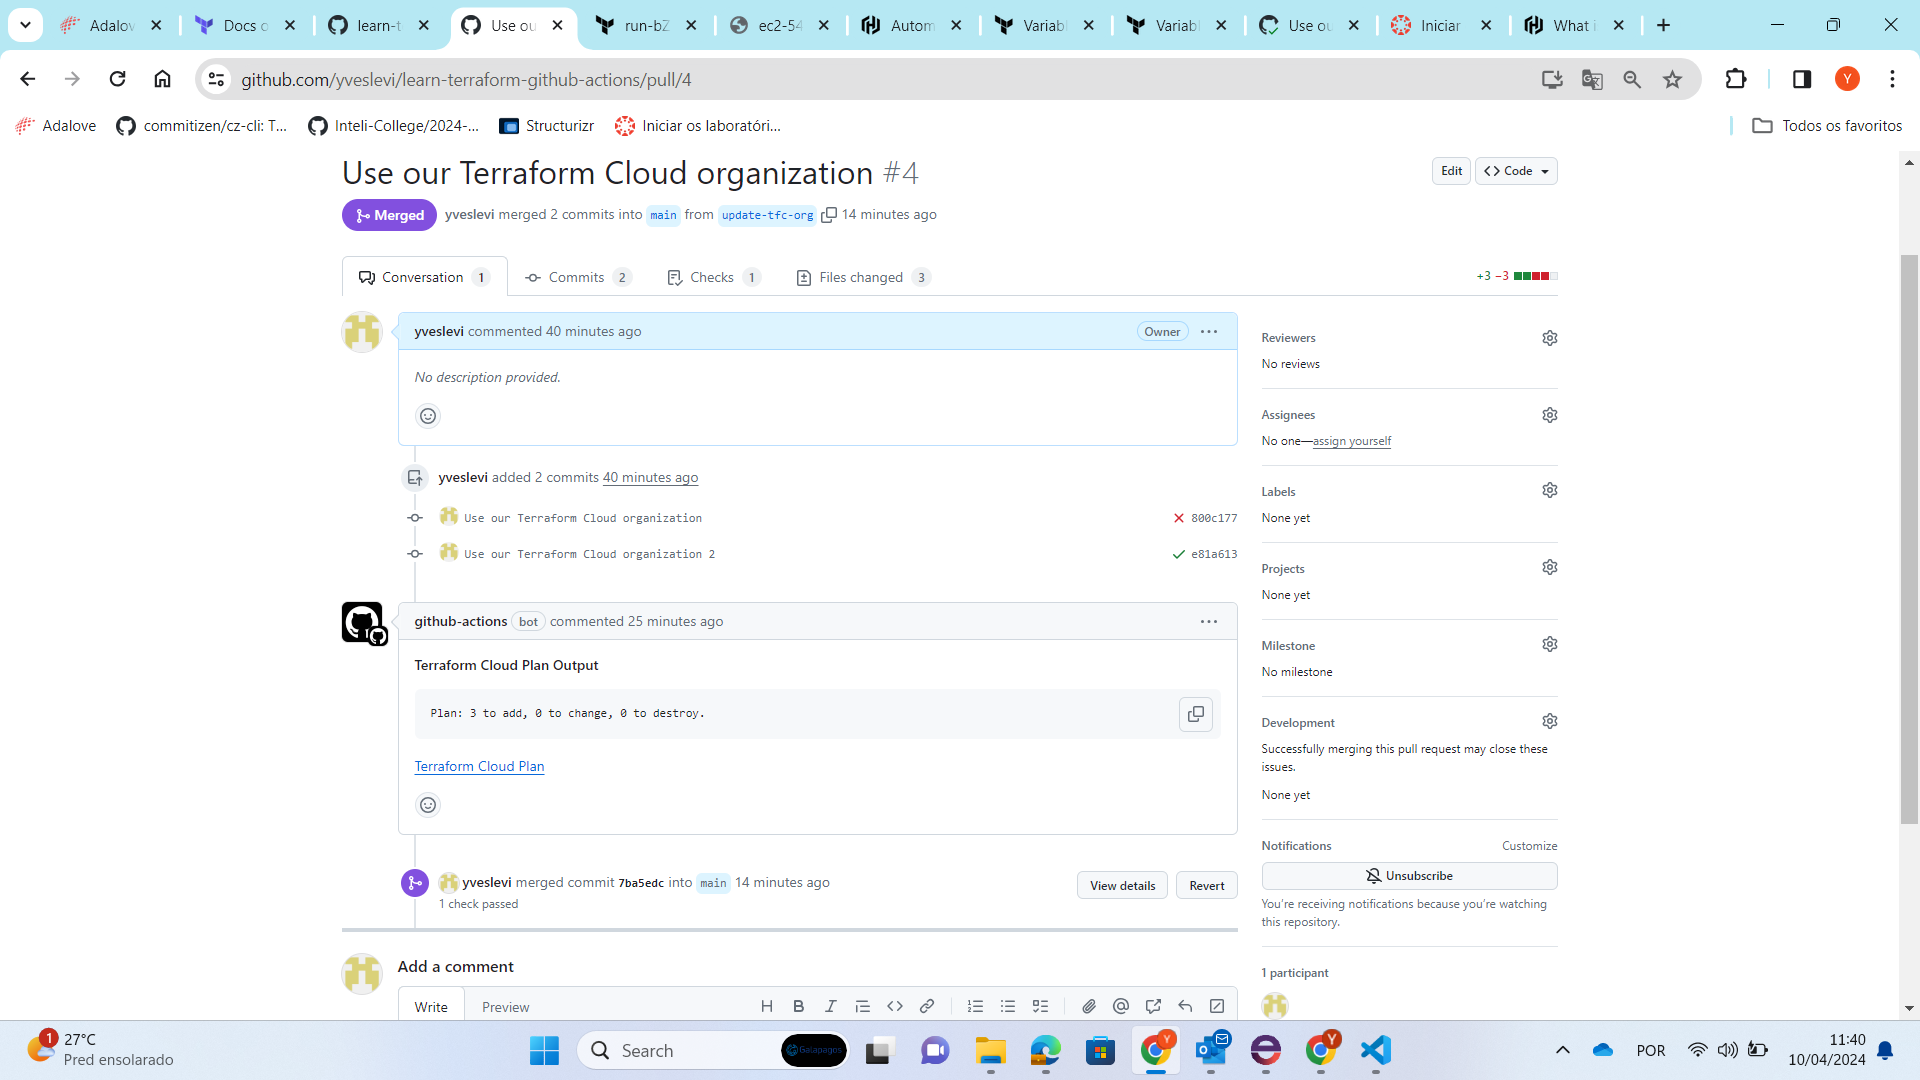 Adalov
Docs o
learn-t
Use ou
run-bZ
ec2-54
Autom
Variabl
Variabl
Use ou
Iniciar
What i
github.com/yveslevi/learn-terraform-github-actions/pull/4
Y
Adalove
commitizen/cz-cli: T...
Inteli-College/2024-...
Structurizr
Iniciar os laboratóri...
Todos os favoritos
Use our Terraform Cloud organization #4
Edit
Code
Merged
yveslevi merged 2 commits into main from update-tfc-org 14 minutes ago
Conversation 1
Commits 2
Checks 1
Files changed 3
+3 −3
yveslevi commented 40 minutes ago
Owner
No description provided.
yveslevi added 2 commits 40 minutes ago
Use our Terraform Cloud organization
800c177
Use our Terraform Cloud organization 2
e81a613
github-actions bot commented 25 minutes ago
Terraform Cloud Plan Output
Plan: 3 to add, 0 to change, 0 to destroy.
Terraform Cloud Plan
yveslevi merged commit 7ba5edc into main 14 minutes ago
1 check passed
View details
Revert
Add a comment
Write
Preview
Reviewers
No reviews
Assignees
No one—assign yourself
Labels
None yet
Projects
None yet
Milestone
No milestone
Development
Successfully merging this pull request may close these
issues.
None yet
Notifications
Customize
Unsubscribe
You're receiving notifications because you're watching
this repository.
1 participant
1
27°C
Pred ensolarado
Search
Galapagos
Y
Y
POR
11:40
10/04/2024